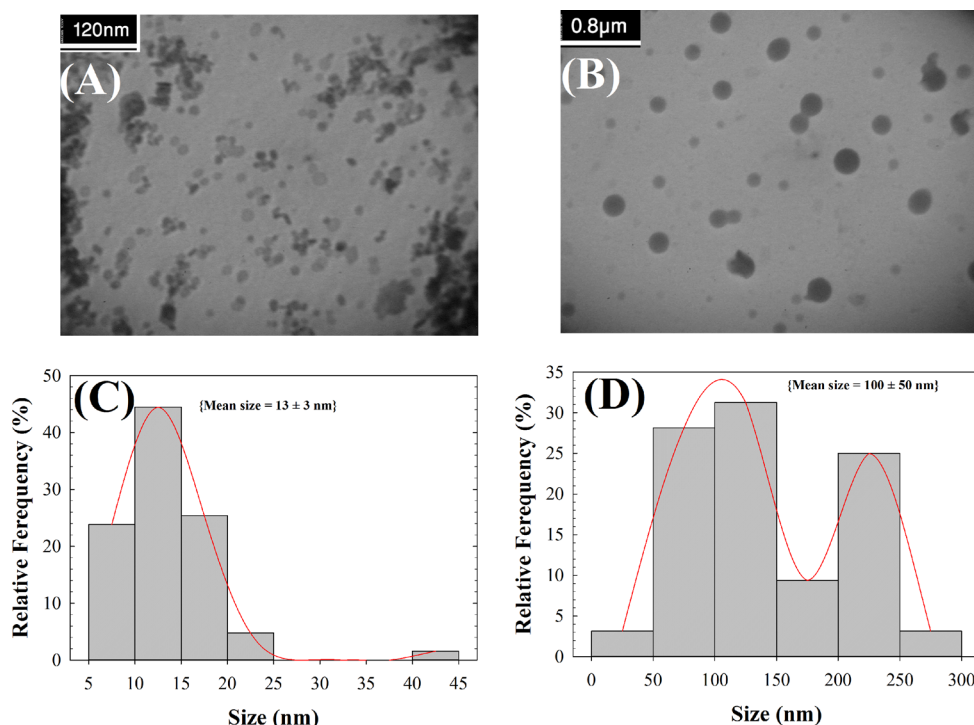 120nm
(A)
0.8µm
(B)
(C)
{Mean size = 13 ± 3 nm}
Relative Ferequency (%)
50
40
30
20
10
0
5 10 15 20 25 30 35 40 45
Size (nm)
(D)
{Mean size = 100 ± 50 nm}
Relative Ferequency (%)
35
30
25
20
15
10
5
0
0 50 100 150 200 250 300
Size (nm)